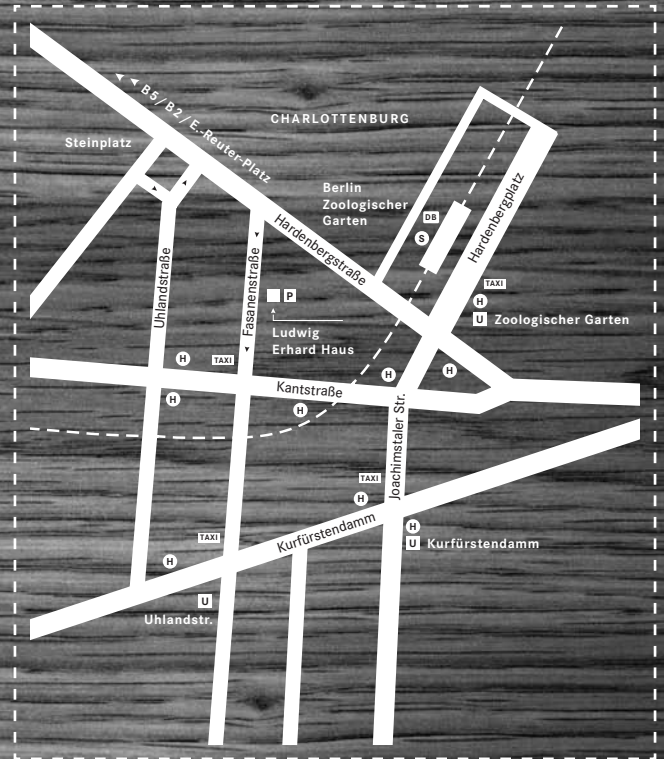 B5 / B2 / E.-Reuter-Platz
CHARLOTTENBURG
Steinplatz
Berlin
Zoologischer
Garten
DB
S
Hardenbergplatz
Hardenbergstraße
Uhlandstraße
Fasanenstraße
P
TAXI
H
U Zoologischer Garten
Ludwig
Erhard Haus
H
TAXI
H
H
H
Kantstraße
H
Joachimstaler Str.
TAXI
H
Kurfürstendamm
H
U Kurfürstendamm
TAXI
H
U
Uhlandstr.